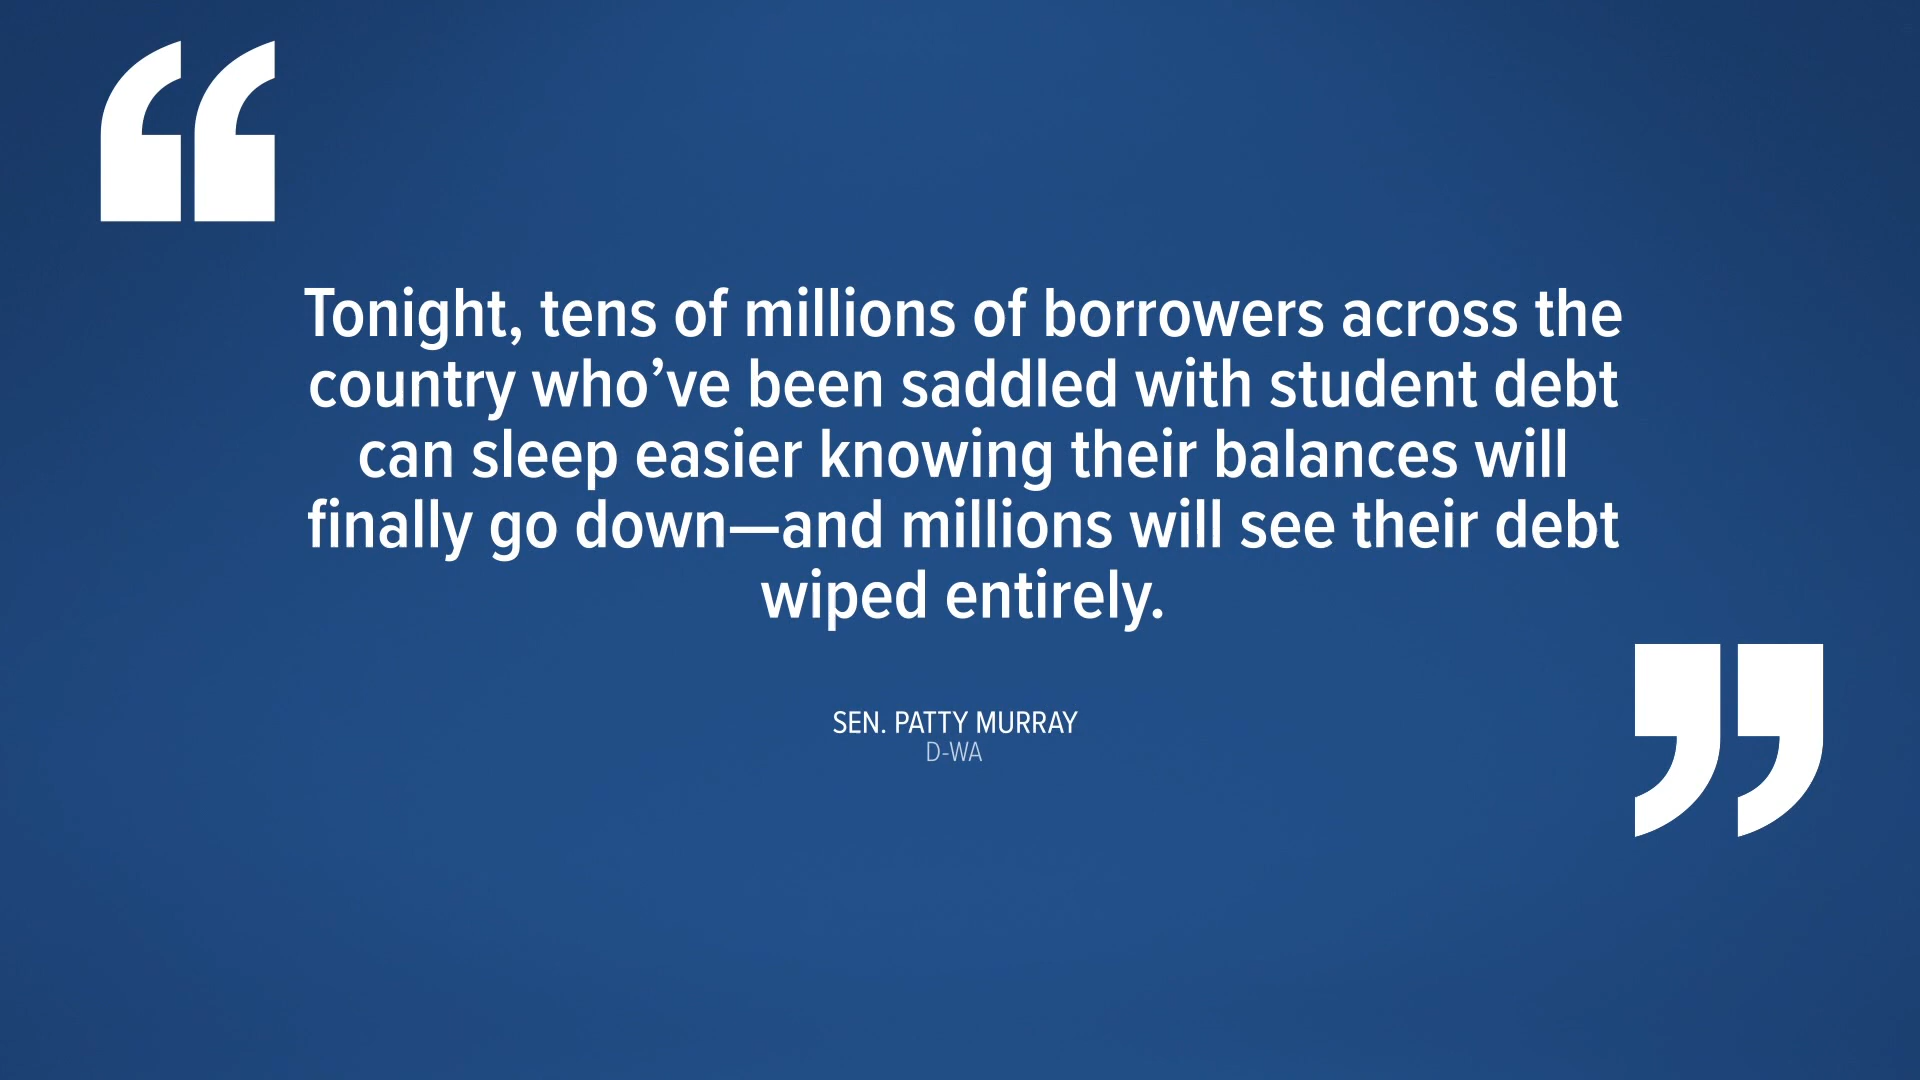 “
Tonight, tens of millions of borrowers across the
country who’ve been saddled with student debt
can sleep easier knowing their balances will
finally go down—and millions will see their debt
wiped entirely.
”
SEN. PATTY MURRAY
D-WA